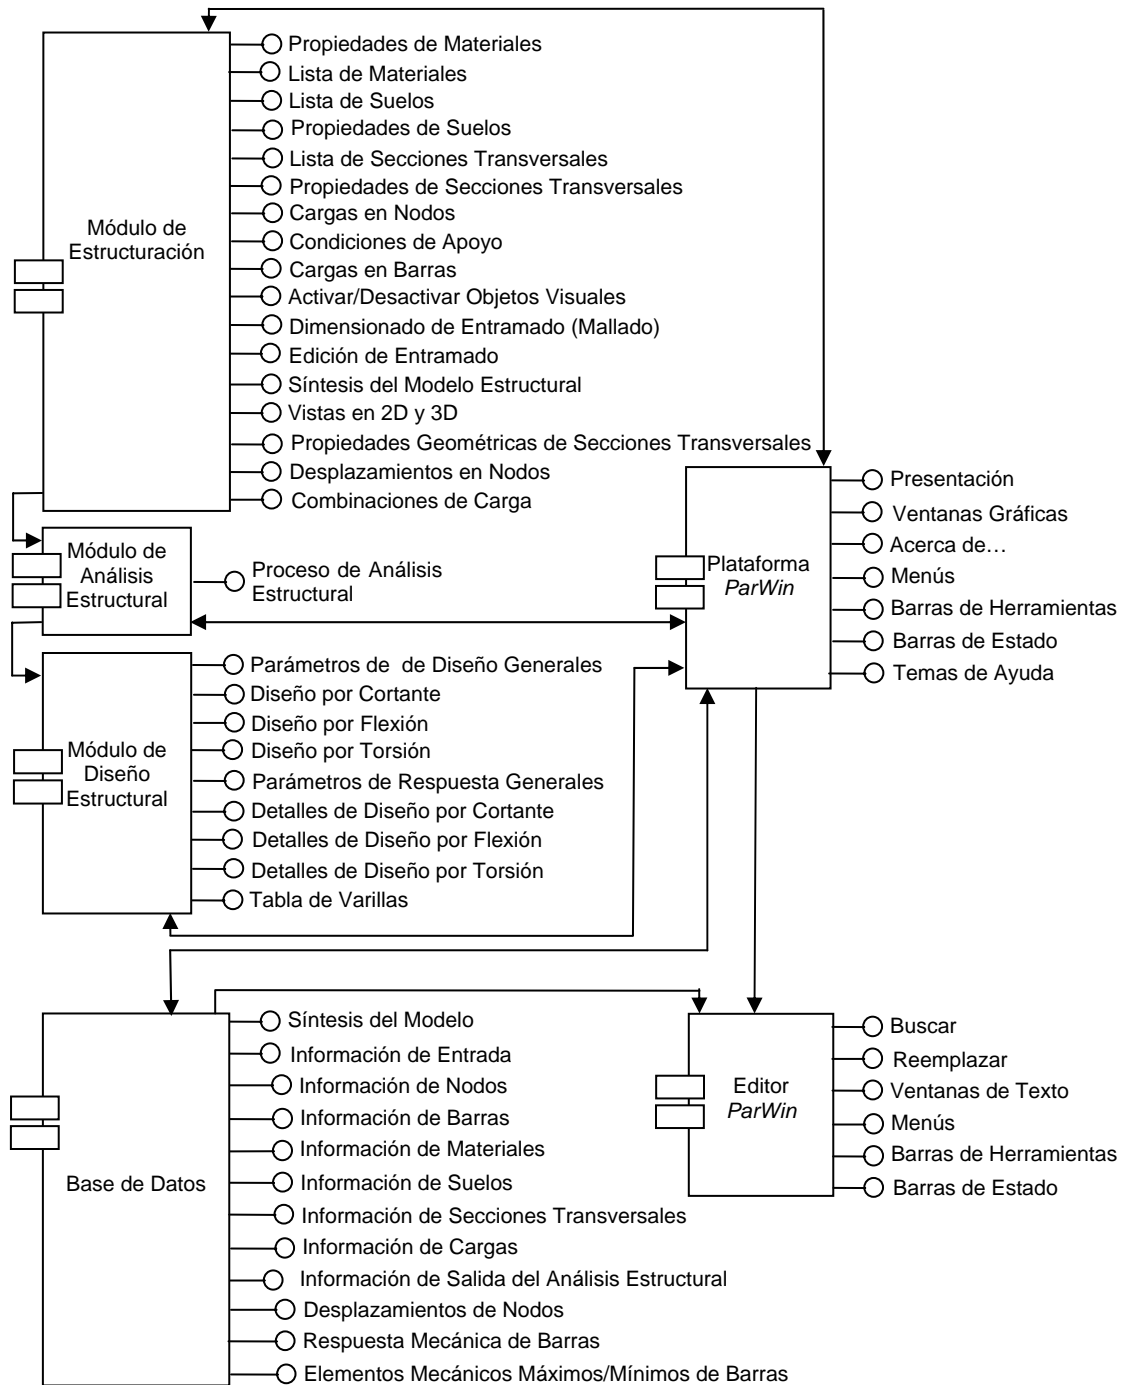 Propiedades de Materiales
Lista de Materiales
Lista de Suelos
Propiedades de Suelos
Lista de Secciones Transversales
Propiedades de Secciones Transversales
Cargas en Nodos
Condiciones de Apoyo
Cargas en Barras
Activar/Desactivar Objetos Visuales
Dimensionado de Entramado (Mallado)
Edición de Entramado
Síntesis del Modelo Estructural
Vistas en 2D y 3D
Propiedades Geométricas de Secciones Transversales
Desplazamientos en Nodos
Combinaciones de Carga
Módulo de
Estructuración
Módulo de
Análisis
Estructural
Proceso de Análisis
Estructural
Plataforma
ParWin
Presentación
Ventanas Gráficas
Acerca de…
Menús
Barras de Herramientas
Barras de Estado
Temas de Ayuda
Módulo de
Diseño
Estructural
Parámetros de de Diseño Generales
Diseño por Cortante
Diseño por Flexión
Diseño por Torsión
Parámetros de Respuesta Generales
Detalles de Diseño por Cortante
Detalles de Diseño por Flexión
Detalles de Diseño por Torsión
Tabla de Varillas
Base de Datos
Síntesis del Modelo
Información de Entrada
Información de Nodos
Información de Barras
Información de Materiales
Información de Suelos
Información de Secciones Transversales
Información de Cargas
Información de Salida del Análisis Estructural
Desplazamientos de Nodos
Respuesta Mecánica de Barras
Elementos Mecánicos Máximos/Mínimos de Barras
Editor
ParWin
Buscar
Reemplazar
Ventanas de Texto
Menús
Barras de Herramientas
Barras de Estado